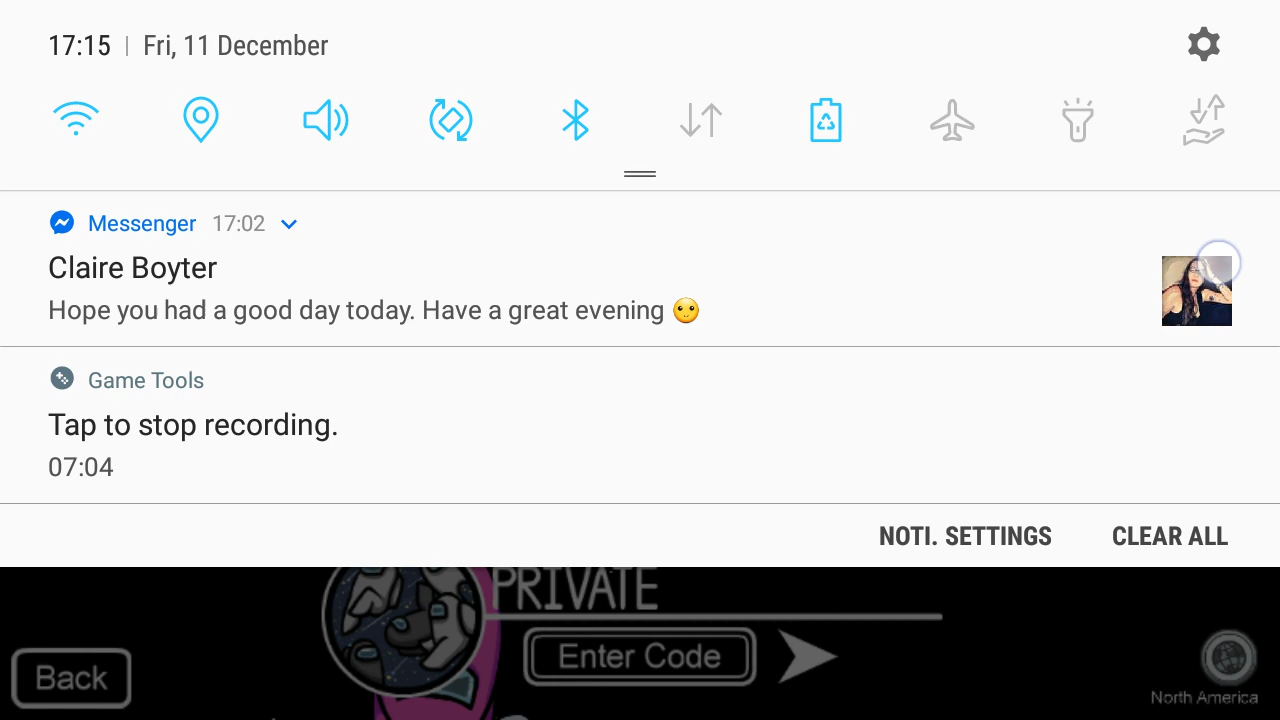 17:15 | Fri, 11 December
Messenger 17:02
Claire Boyter
Hope you had a good day today. Have a great evening 🙂
Game Tools
Tap to stop recording.
07:04
NOTI. SETTINGS CLEAR ALL
PRIVATE
Enter Code
Back
North America